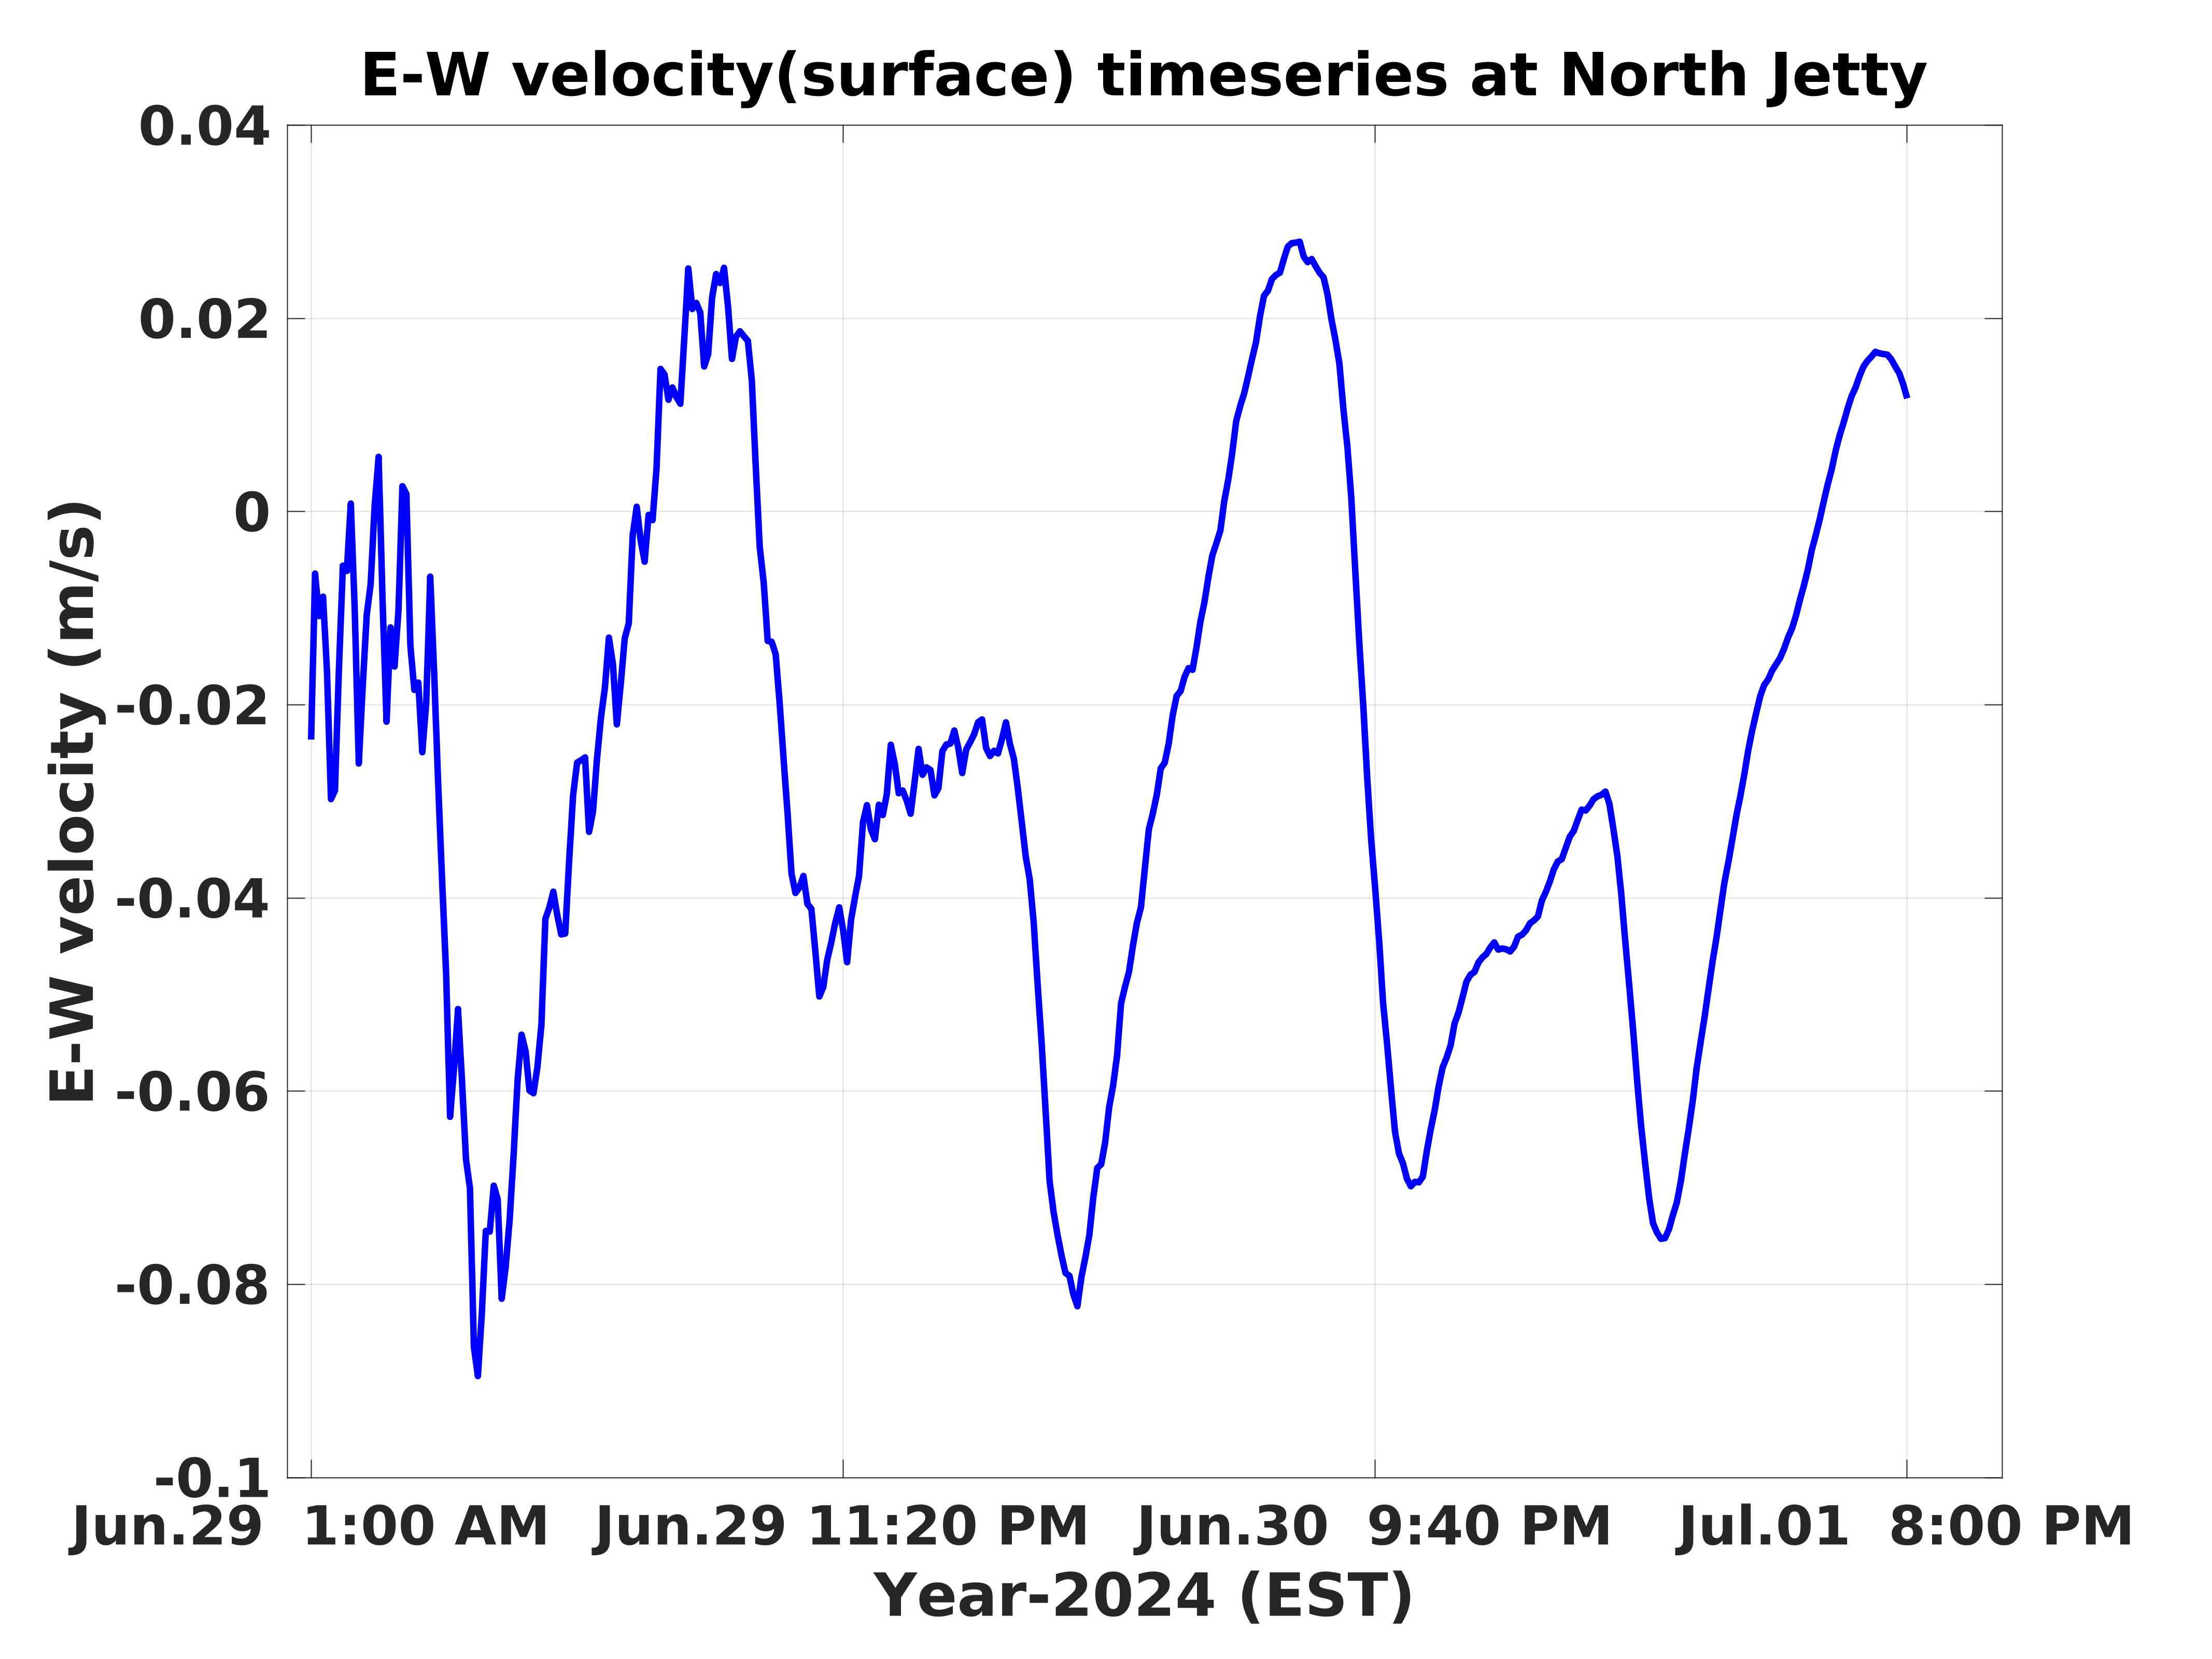 E-W velocity(surface) timeseries at North Jetty
0.04
0.02
0
-0.02
-0.04
-0.06
-0.08
-0.1
E-W velocity (m/s)
Jun.29 1:00 AM Jun.29 11:20 PM Jun.30 9:40 PM Jul.01 8:00 PM
Year-2024 (EST)